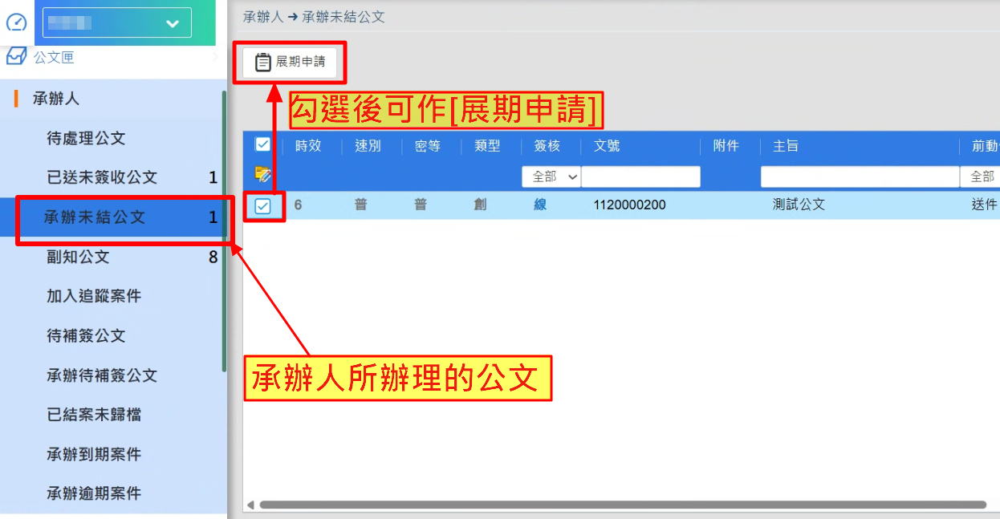 公文匣
承辦人
待處理公文
已送未簽收公文 1
承辦未結公文 1
副知公文 8
加入追蹤案件
待補簽公文
承辦待補簽公文
已結案未歸檔
承辦到期案件
承辦逾期案件
承辦人 ➔ 承辦未結公文
展期申請
勾選後可作[展期申請]
時效 速別 密等 類型 簽核 文號 附件 主旨 前動
全部 全部
6 普 普 創 線 1120000200 測試公文 送件
承辦人所辦理的公文